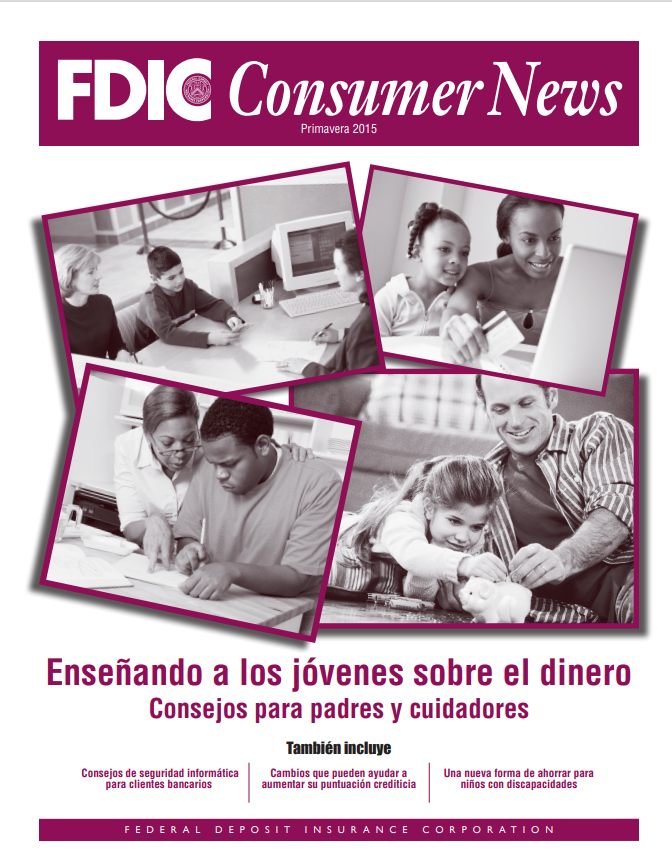 FDIC Consumer News
Primavera 2015
Enseñando a los jóvenes sobre el dinero
Consejos para padres y cuidadores
También incluye
Consejos de seguridad informática
para clientes bancarios
Cambios que pueden ayudar a
aumentar su puntuación crediticia
Una nueva forma de ahorrar para
niños con discapacidades
FEDERAL DEPOSIT INSURANCE CORPORATION